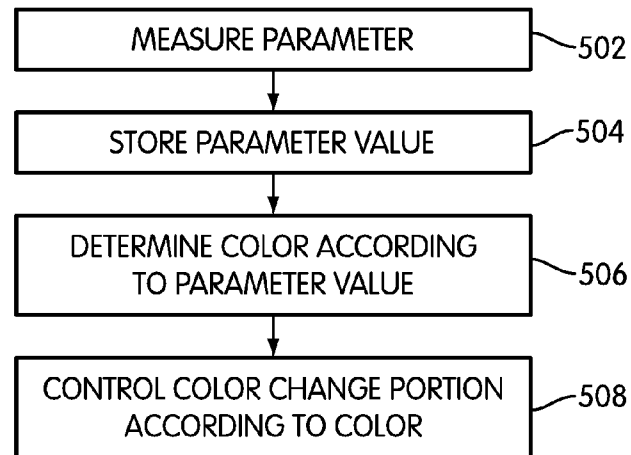 MEASURE PARAMETER
502
STORE PARAMETER VALUE
504
DETERMINE COLOR ACCORDING
TO PARAMETER VALUE
506
CONTROL COLOR CHANGE PORTION
ACCORDING TO COLOR
508